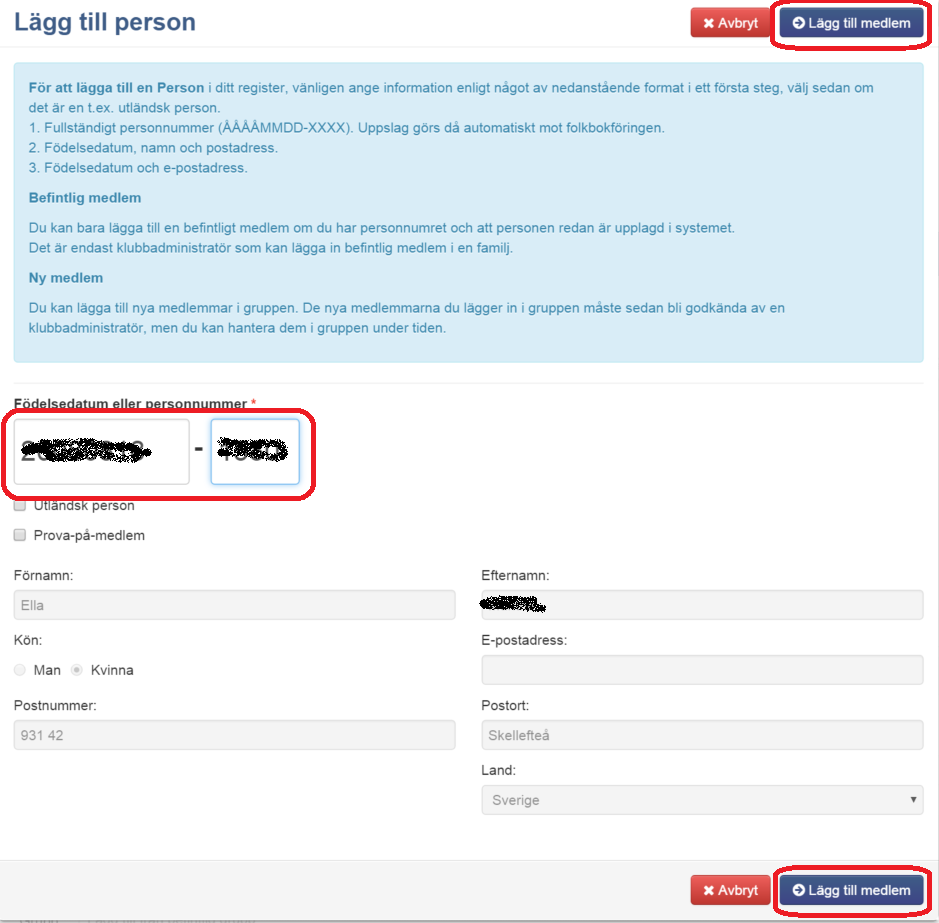 Lägg till person
Avbryt
Lägg till medlem
För att lägga till en Person i ditt register, vänligen ange information enligt något av nedanstående format i ett första steg, välj sedan om
det är en t.ex. utländsk person.
1. Fullständigt personnummer (ÅÅÅÅMMDD-XXXX). Uppslag görs då automatiskt mot folkbokföringen.
2. Födelsedatum, namn och postadress.
3. Födelsedatum och e-postadress.
Befintlig medlem
Du kan bara lägga till en befintligt medlem om du har personnumret och att personen redan är upplagd i systemet.
Det är endast klubbadministratör som kan lägga in befintlig medlem i en familj.
Ny medlem
Du kan lägga till nya medlemmar i gruppen. De nya medlemmarna du lägger in i gruppen måste sedan bli godkända av en
klubbadministratör, men du kan hantera dem i gruppen under tiden.
Födelsedatum eller personnummer *
-
Utländsk person
Prova-på-medlem
Förnamn:
Efternamn:
Ella
Kön:
E-postadress:
Man
Kvinna
Postnummer:
Postort:
931 42
Skellefteå
Land:
Sverige
Avbryt
Lägg till medlem